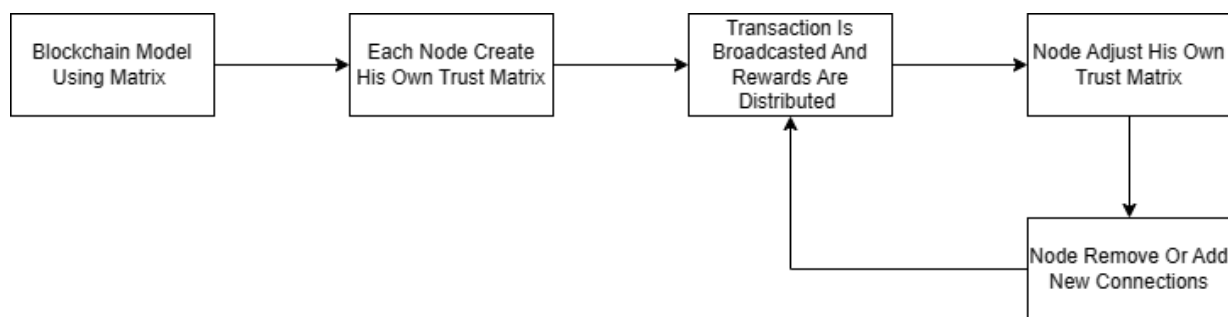 Blockchain Model
Using Matrix
Each Node Create
His Own Trust Matrix
Transaction Is
Broadcasted And
Rewards Are
Distributed
Node Adjust His Own
Trust Matrix
Node Remove Or Add
New Connections